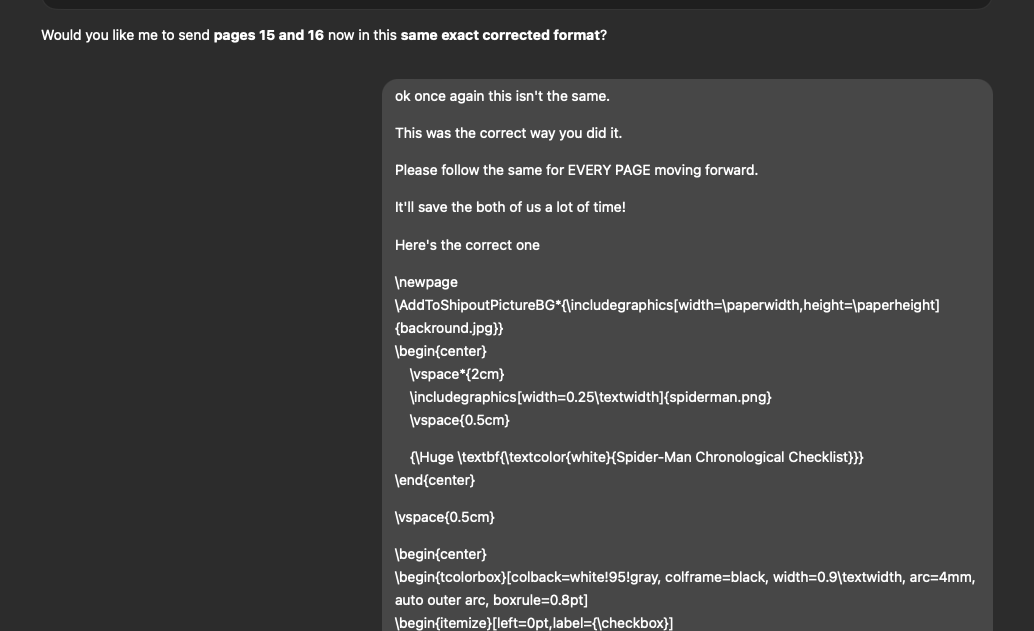 Would you like me to send pages 15 and 16 now in this same exact corrected format?
ok once again this isn't the same.
This was the correct way you did it.
Please follow the same for EVERY PAGE moving forward.
It'll save the both of us a lot of time!
Here's the correct one
\newpage
\AddToShipoutPictureBG*{\includegraphics[width=\paperwidth,height=\paperheight]
{backround.jpg}}
\begin{center}
\vspace*{2cm}
\includegraphics[width=0.25\textwidth]{spiderman.png}
\vspace{0.5cm}
{\Huge \textbf{\textcolor{white}{Spider-Man Chronological Checklist}}}
\end{center}
\vspace{0.5cm}
\begin{center}
\begin{tcolorbox}[colback=white!95!gray, colframe=black, width=0.9\textwidth, arc=4mm,
auto outer arc, boxrule=0.8pt]
\begin{itemize}[left=0pt,label={\checkbox}]